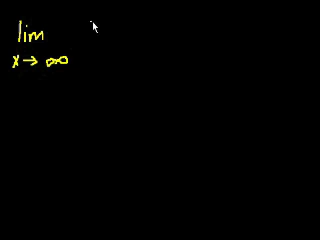 lim
x → ∞